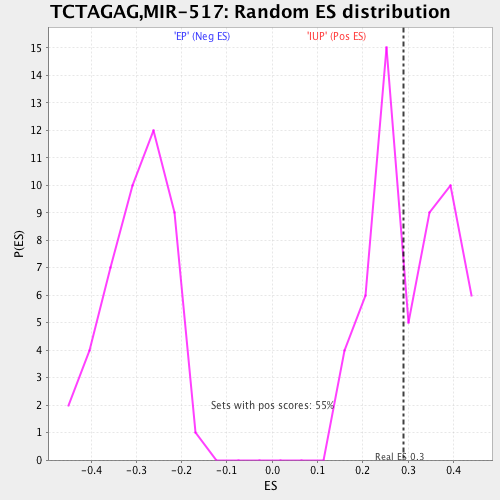 TCTAGAG,MIR-517: Random ES distribution
'EP' (Neg ES) 'IUP' (Pos ES)
P(ES)
15
14
13
12
11
10
9
8
7
6
5
4
3
2
1
0
Sets with pos scores: 55%
Real ES 0.3
-0.4 -0.3 -0.2 -0.1 0.0 0.1 0.2 0.3 0.4
ES